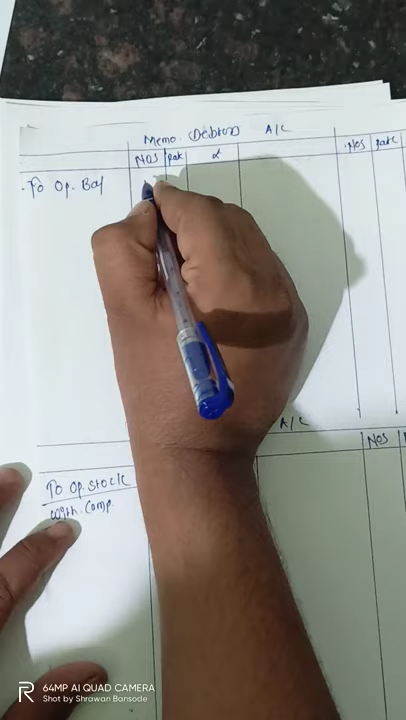 Memo. Debtors A/C
Nos Rate Nos Rate
To Op. Bal
A/C
Nos
To Op. Stock
With. Comp.
64MP AI QUAD CAMERA
Shot by Shrawan Bansode